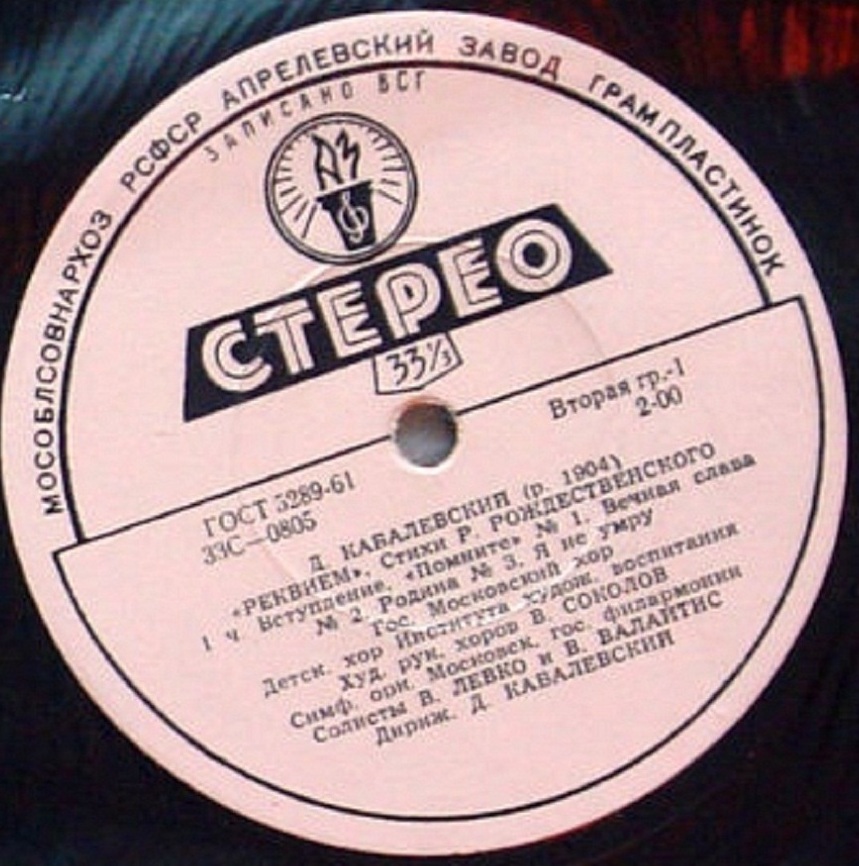 МОСОБЛСОВНАРХОЗ РСФСР АПРЕЛЕВСКИЙ ЗАВОД ГРАМПЛАСТИНОК
ЗАПИСАНО ВСГ
АЗ
СТЕРЕО
33⅓
Вторая гр.-1
2-00
ГОСТ 5289-61
33С—0805
Д. КАБАЛЕВСКИЙ (р. 1904)
«РЕКВИЕМ», Стихи Р. РОЖДЕСТВЕНСКОГО
1 ч Вступление, «Помните» № 1. Вечная слава
№ 2. Родина № 3. Я не умру
Гос. Московский хор
Детск. хор Института худож. воспитания
Худ. рук. хоров В. СОКОЛОВ
Симф. орк. Московск. гос. филармонии
Солисты В. ЛЕВКО и В. ВАЛАЙТИС
Дириж. Д. КАБАЛЕВСКИЙ